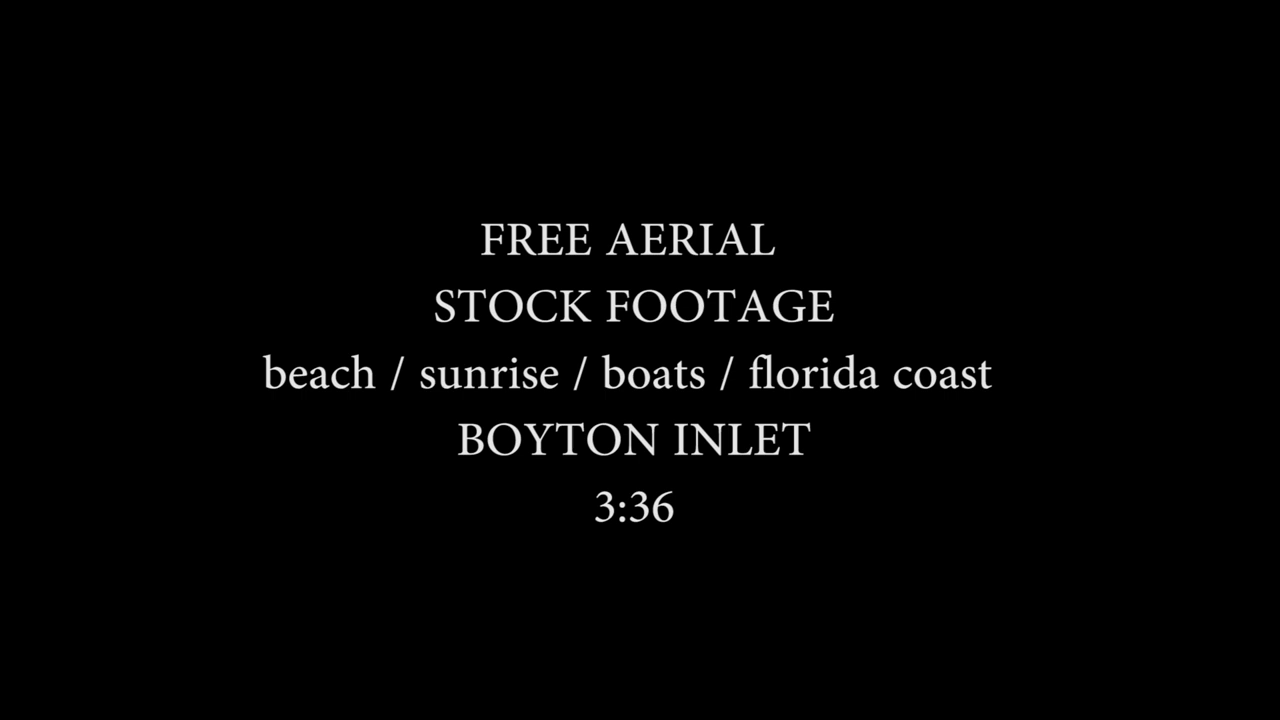 FREE AERIAL
STOCK FOOTAGE
beach / sunrise / boats / florida coast
BOYTON INLET
3:36